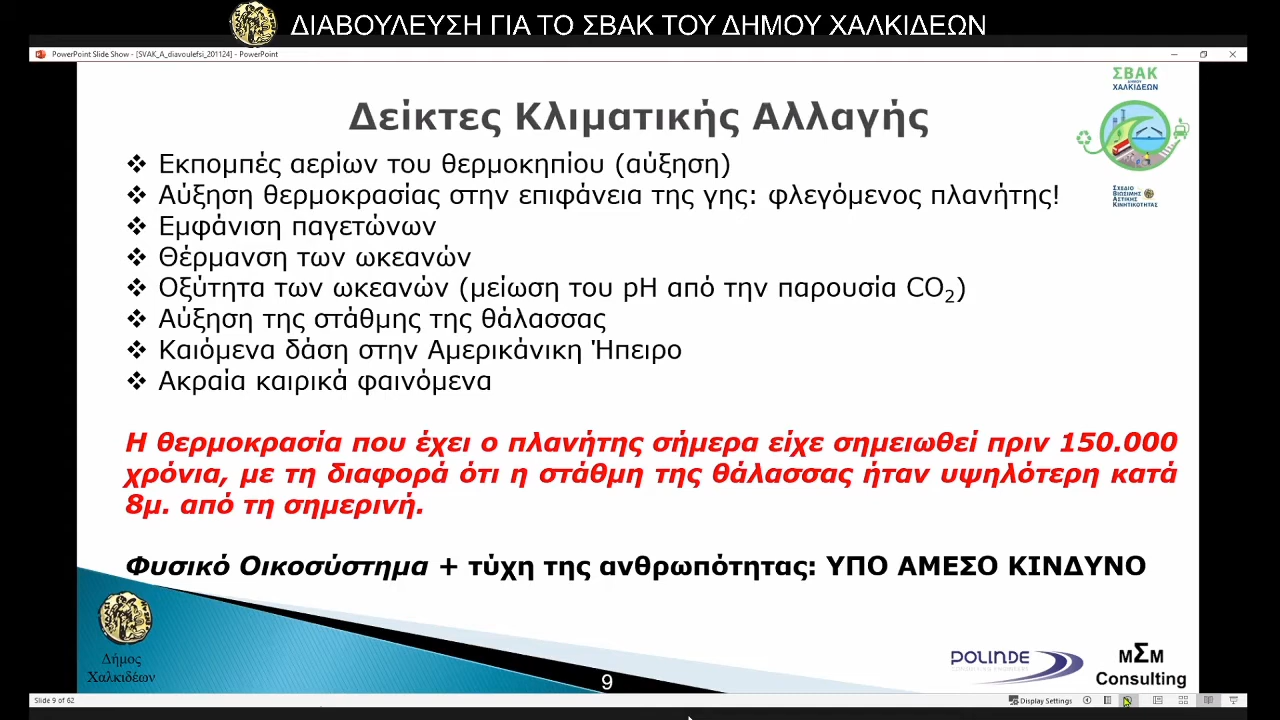 ΔΙΑΒΟΥΛΕΥΣΗ ΓΙΑ ΤΟ ΣΒΑΚ ΤΟΥ ΔΗΜΟΥ ΧΑΛΚΙΔΕΩΝ
PowerPoint Slide Show - [SVAK_A_diavoulefsi_201124] - PowerPoint
ΣΒΑΚ
ΔΗΜΟΥ
ΧΑΛΚΙΔΕΩΝ
Δείκτες Κλιματικής Αλλαγής
❖ Εκπομπές αερίων του θερμοκηπίου (αύξηση)
❖ Αύξηση θερμοκρασίας στην επιφάνεια της γης: φλεγόμενος πλανήτης!
ΣΧΕΔΙΟ
ΒΙΩΣΙΜΗΣ
ΑΣΤΙΚΗΣ
ΚΙΝΗΤΙΚΟΤΗΤΑΣ
❖ Εμφάνιση παγετώνων
❖ Θέρμανση των ωκεανών
❖ Οξύτητα των ωκεανών (μείωση του pH από την παρουσία CO₂)
❖ Αύξηση της στάθμης της θάλασσας
❖ Καιόμενα δάση στην Αμερικάνικη Ήπειρο
❖ Ακραία καιρικά φαινόμενα
Η θερμοκρασία που έχει ο πλανήτης σήμερα είχε σημειωθεί πριν 150.000
χρόνια, με τη διαφορά ότι η στάθμη της θάλασσας ήταν υψηλότερη κατά
8μ. από τη σημερινή.
Φυσικό Οικοσύστημα + τύχη της ανθρωπότητας: ΥΠΟ ΑΜΕΣΟ ΚΙΝΔΥΝΟ
Δήμος
Χαλκιδέων
9
POLINDE
ΜΣΜ
Consulting
Slide 9 of 62
Display Settings